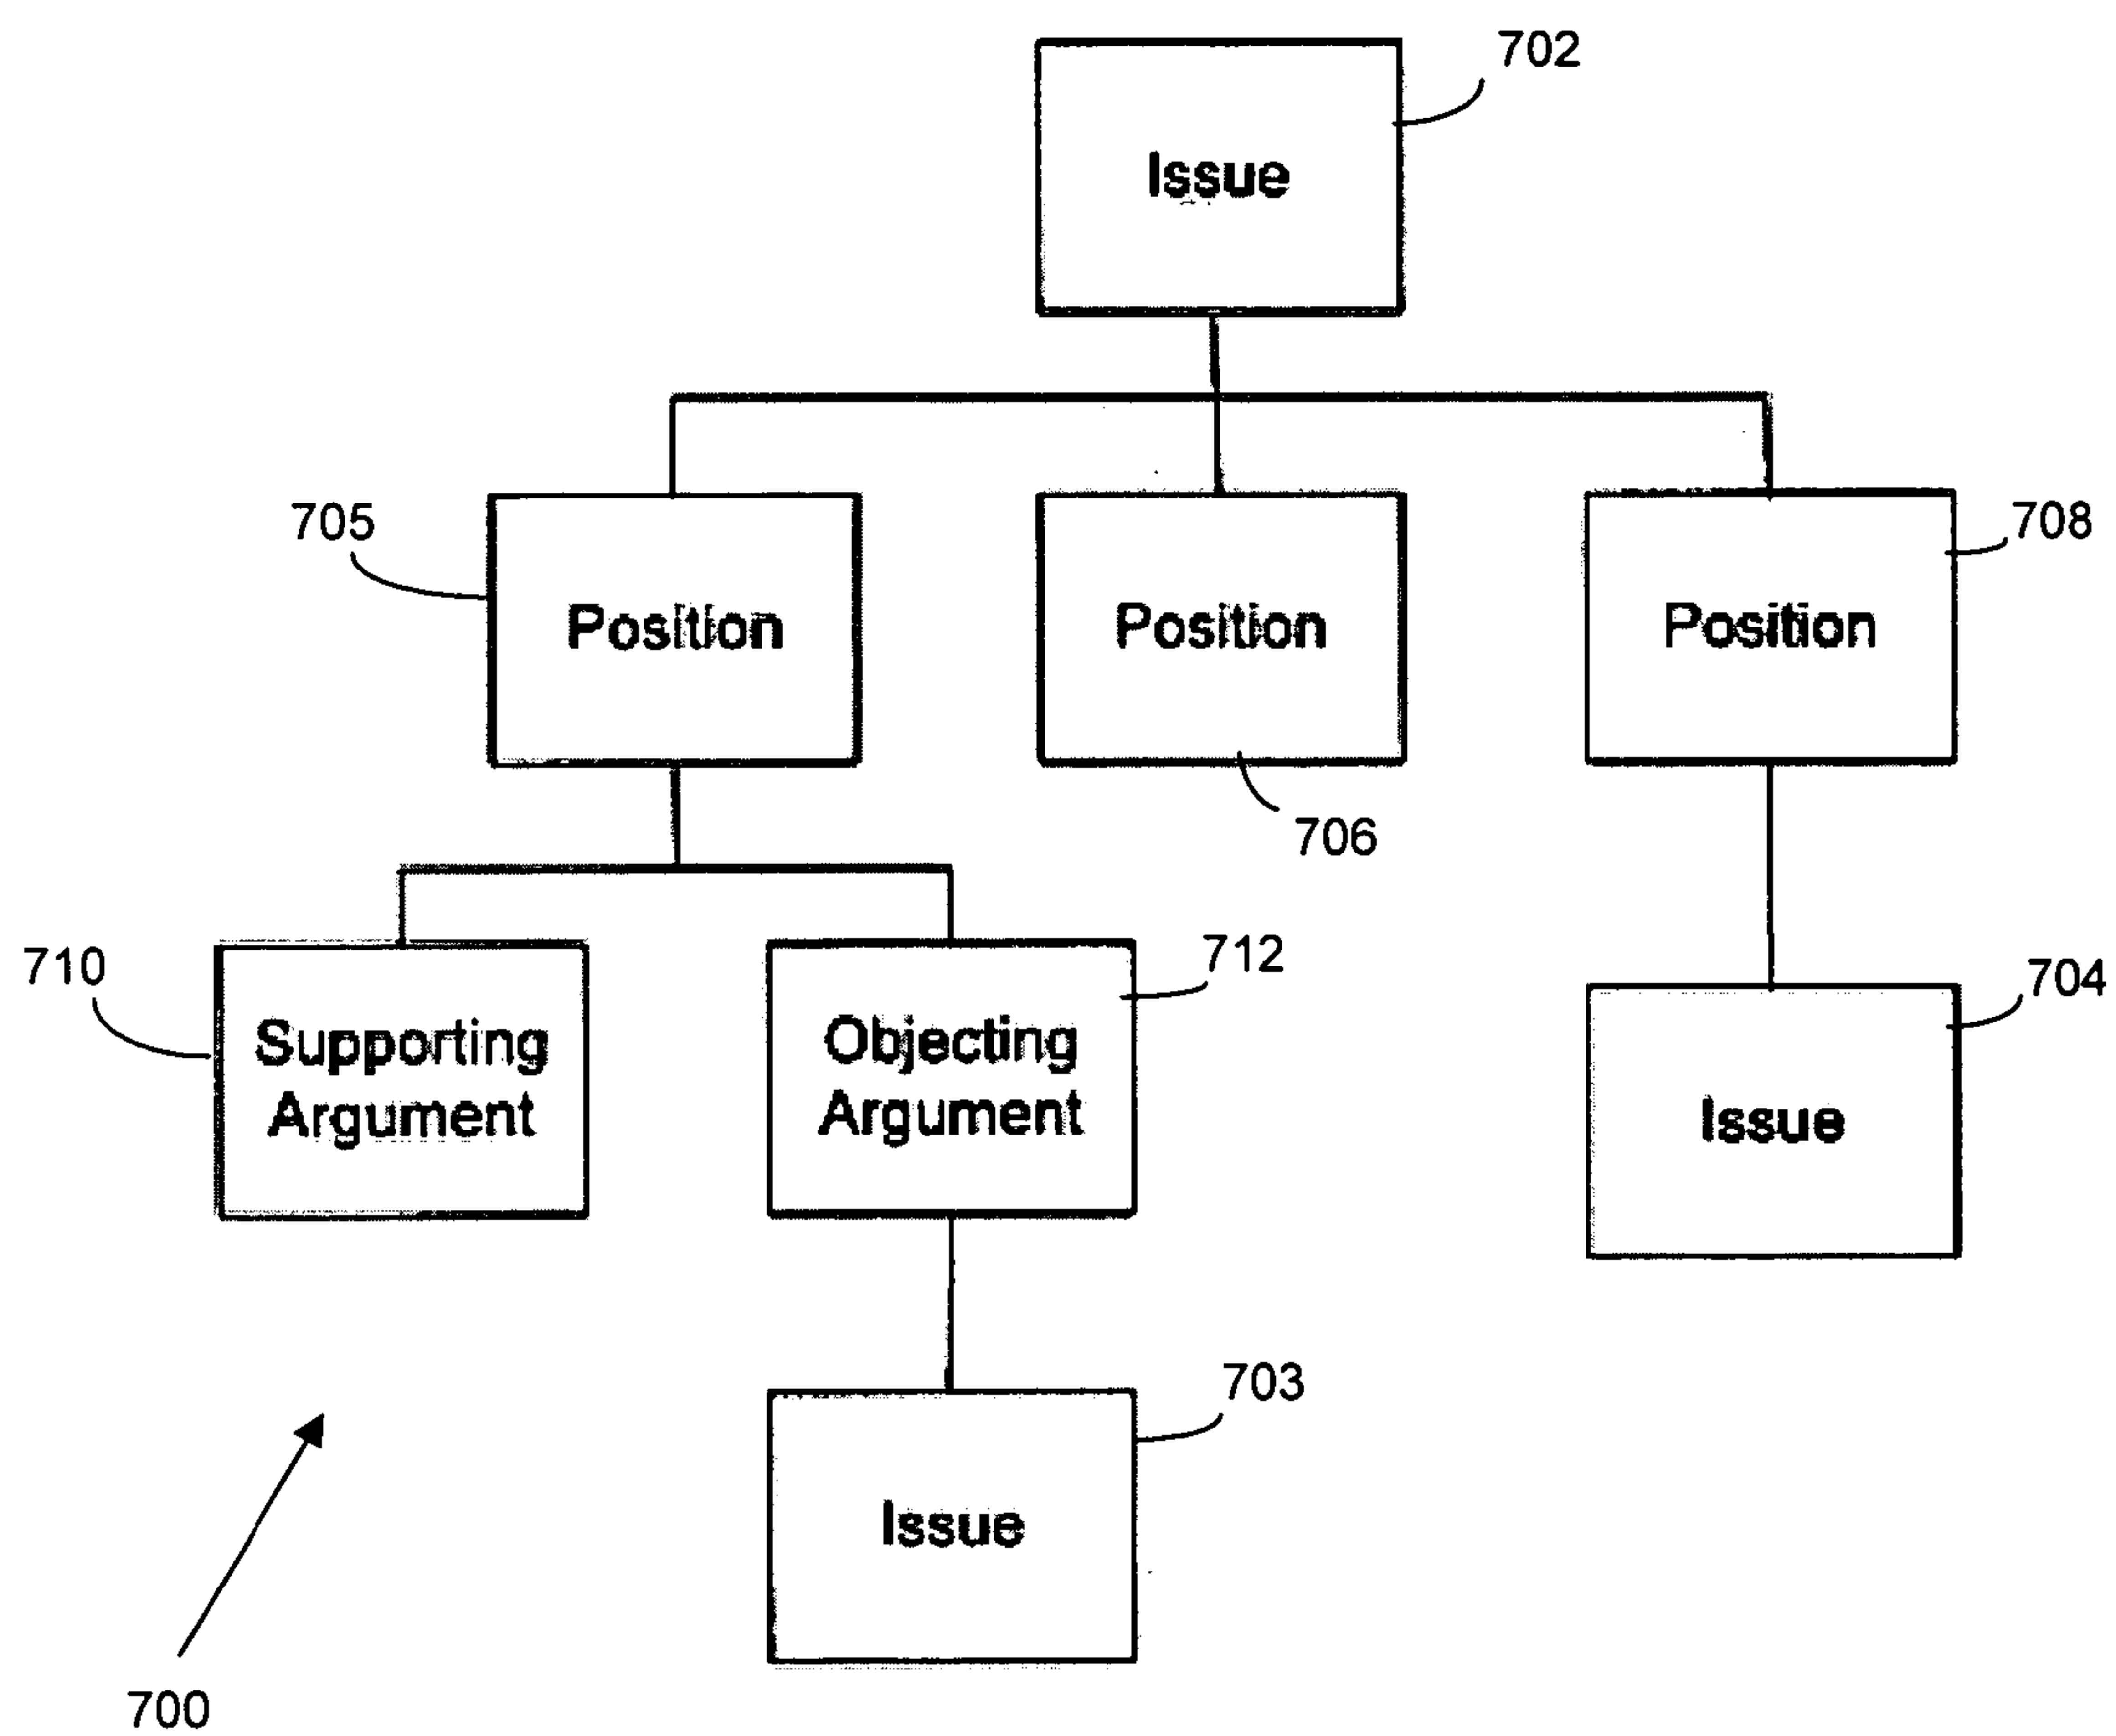 702
Issue
705
708
Position
Position
Position
706
710
712
704
Supporting
Argument
Objecting
Argument
Issue
703
Issue
700